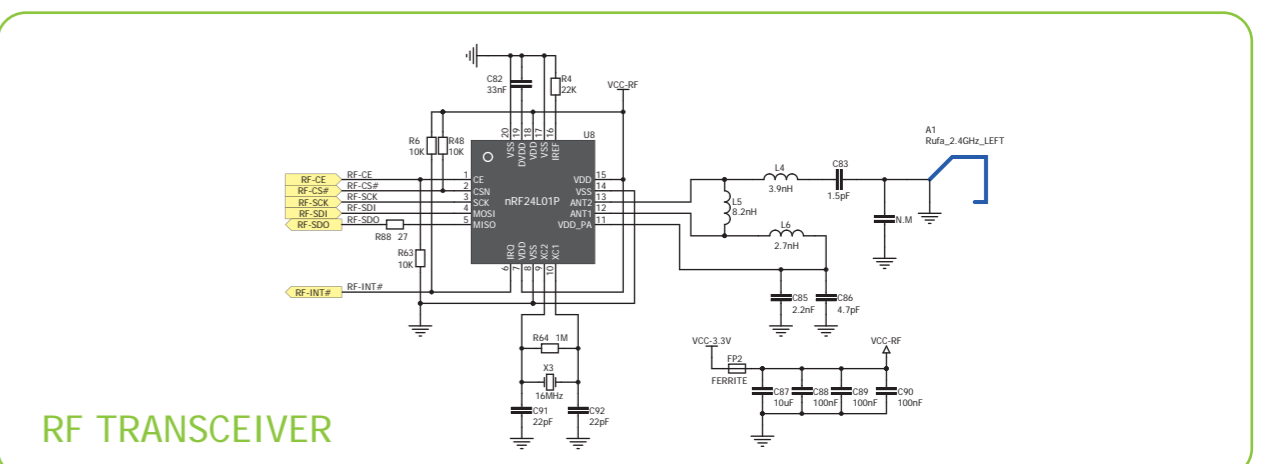 C82
33nF
R4
22K
VCC-RF
R6
10K
R48
10K
U8
20
19
18
17
16
VSS
DVDD
VDD
VSS
IREF
RF-CE
RF-CE
1
CE
RF-CS#
RF-CS#
2
CSN
RF-SCK
RF-SCK
3
SCK
RF-SDI
RF-SDI
4
MOSI
RF-SDO
RF-SDO
5
MISO
R88 27
nRF24L01P
VDD
15
VSS
14
ANT2
13
ANT1
12
VDD_PA
11
IRQ
VDD
VSS
XC2
XC1
6
7
8
9
10
R63
10K
RF-INT#
RF-INT#
L4
3.9nH
C83
1.5pF
A1
Rufa_2.4GHz_LEFT
L5
8.2nH
N.M
L6
2.7nH
C85
2.2nF
C86
4.7pF
R64 1M
X3
16MHz
C91
22pF
C92
22pF
VCC-3.3V
FP2
FERRITE
VCC-RF
C87
10uF
C88
100nF
C89
100nF
C90
100nF
RF TRANSCEIVER